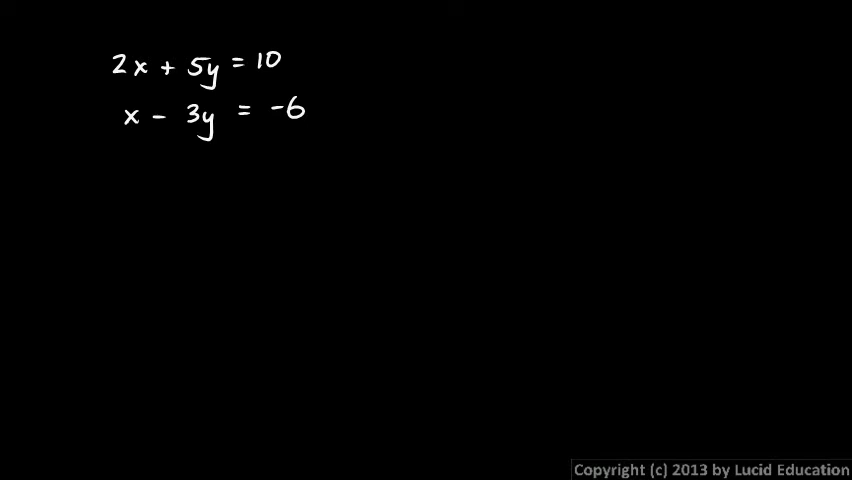 2x + 5y = 10
x - 3y = -6
Copyright (c) 2013 by Lucid Education